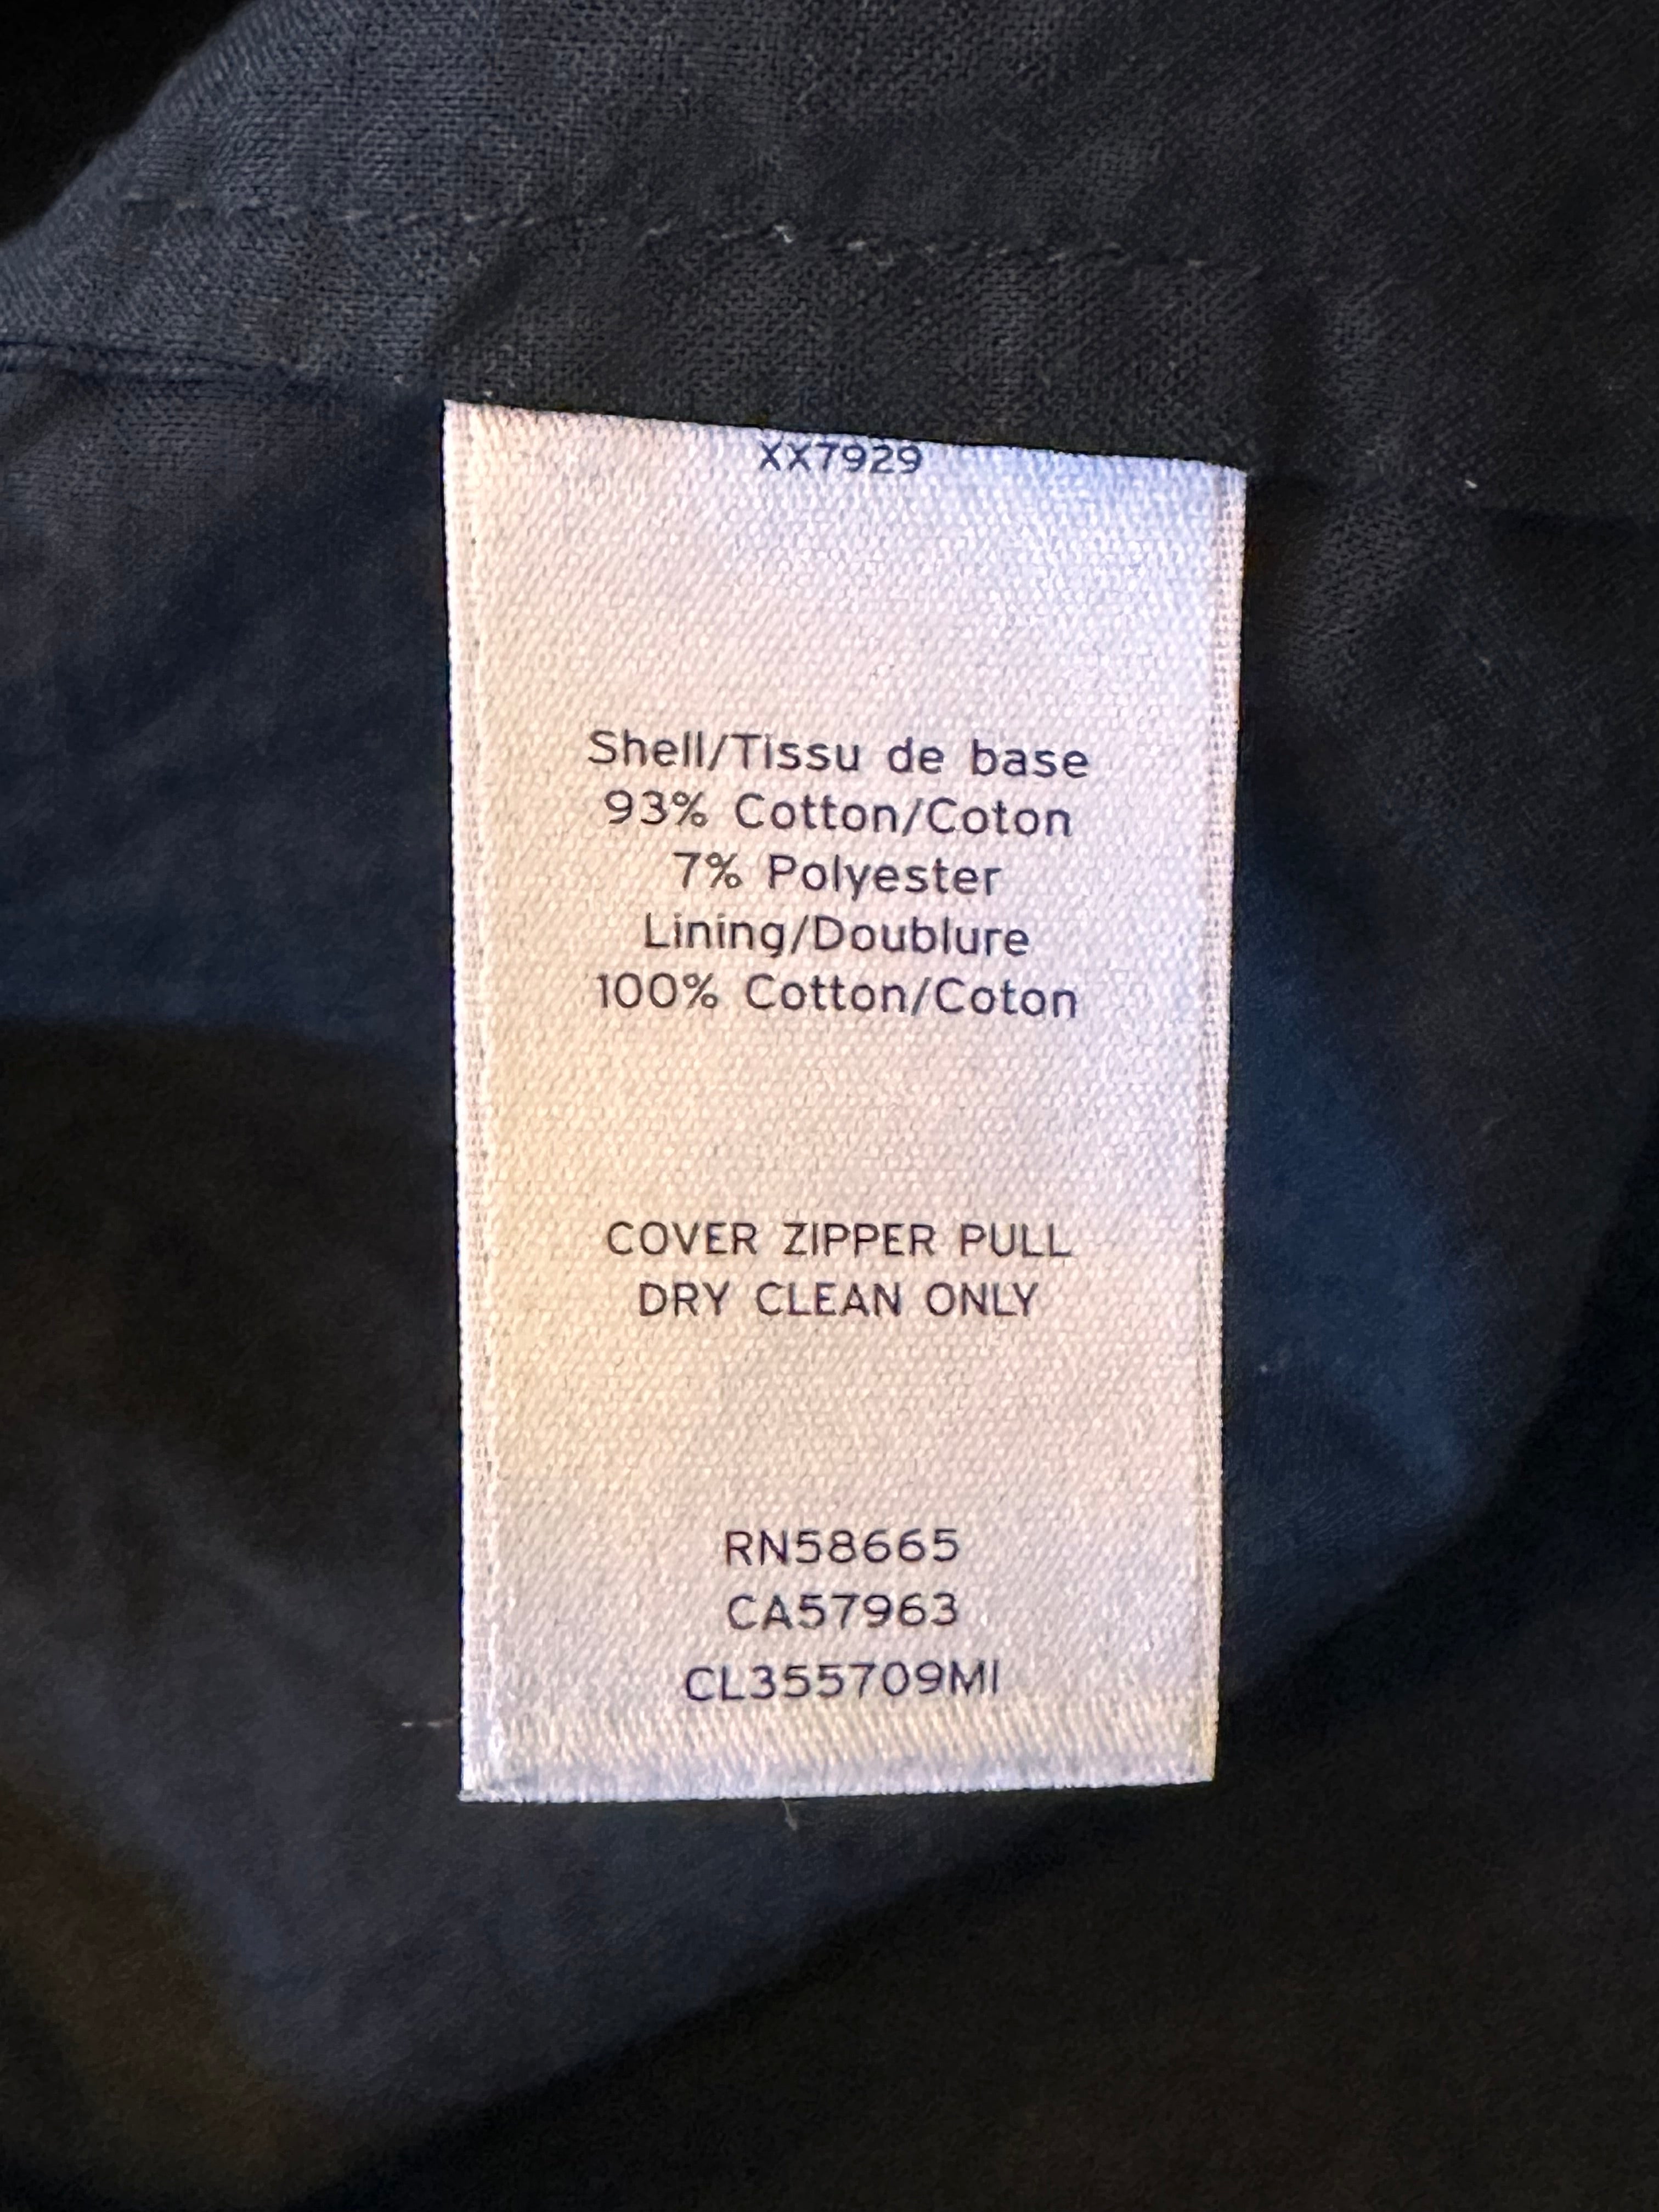 XX7929
Shell/Tissu de base
93% Cotton/Coton
7% Polyester
Lining/Doublure
100% Cotton/Coton
COVER ZIPPER PULL
DRY CLEAN ONLY
RN58665
CA57963
CL355709MI